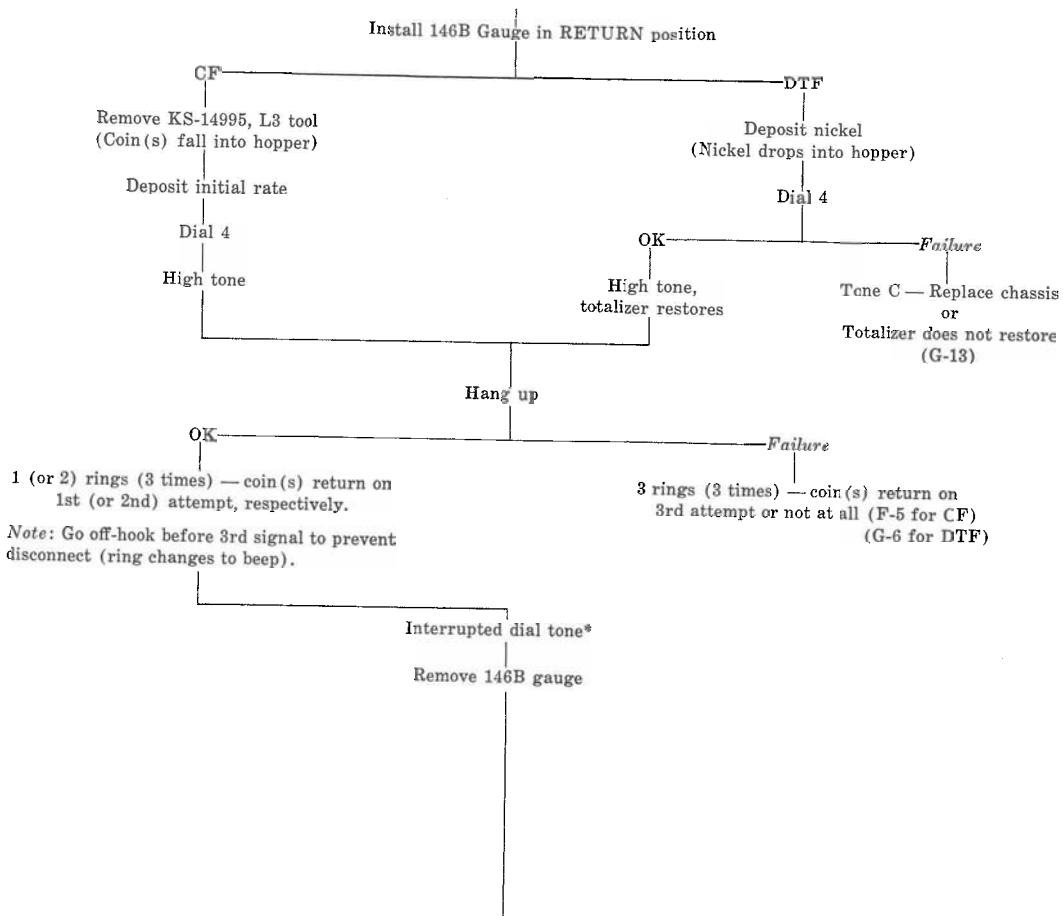 Install 146B Gauge in RETURN position
CF
DTF
Remove KS-14995, L3 tool
(Coin(s) fall into hopper)
Deposit initial rate
Dial 4
High tone
Deposit nickel
(Nickel drops into hopper)
Dial 4
OK
Failure
High tone,
totalizer restores
Tone C — Replace chassis
or
Totalizer does not restore
(G-13)
Hang up
OK
Failure
1 (or 2) rings (3 times) — coin(s) return on
1st (or 2nd) attempt, respectively.
Note: Go off-hook before 3rd signal to prevent
disconnect (ring changes to beep).
3 rings (3 times) — coin(s) return on
3rd attempt or not at all (F-5 for CF)
(G-6 for DTF)
Interrupted dial tone*
Remove 146B gauge